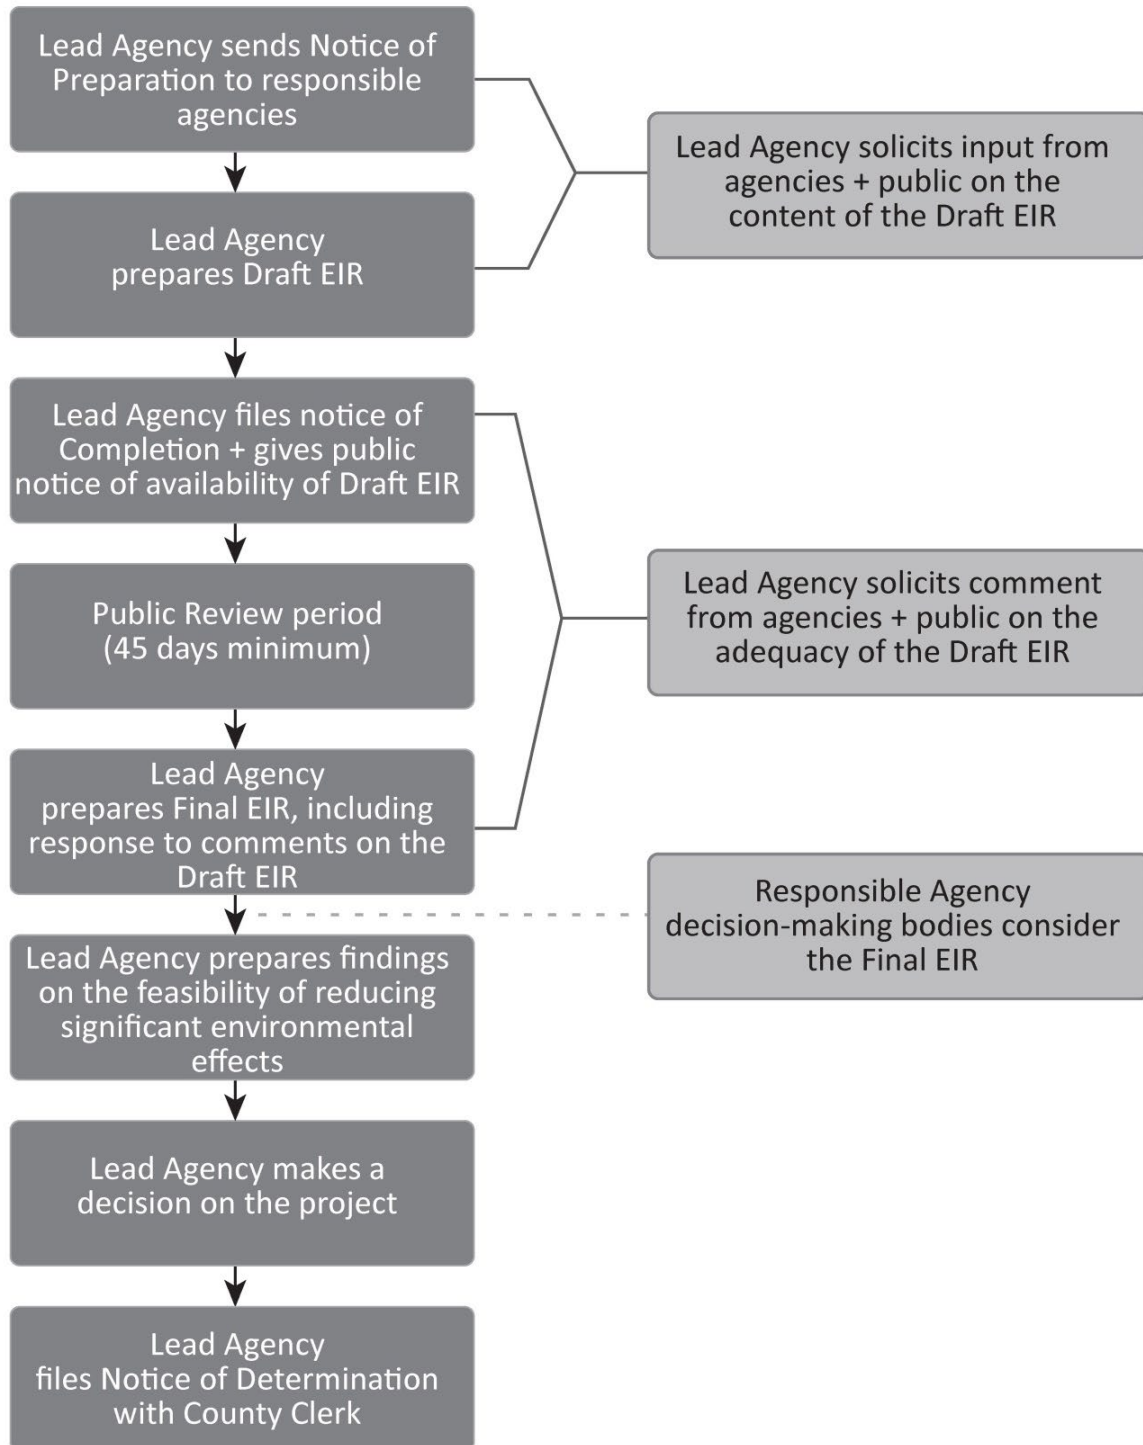 Lead Agency sends Notice of
Preparation to responsible
agencies
Lead Agency solicits input from
agencies + public on the
content of the Draft EIR
Lead Agency
prepares Draft EIR
Lead Agency files notice of
Completion + gives public
notice of availability of Draft EIR
Public Review period
(45 days minimum)
Lead Agency solicits comment
from agencies + public on the
adequacy of the Draft EIR
Lead Agency
prepares Final EIR, including
response to comments on the
Draft EIR
Responsible Agency
decision-making bodies consider
the Final EIR
Lead Agency prepares findings
on the feasibility of reducing
significant environmental
effects
Lead Agency makes a
decision on the project
Lead Agency
files Notice of Determination
with County Clerk